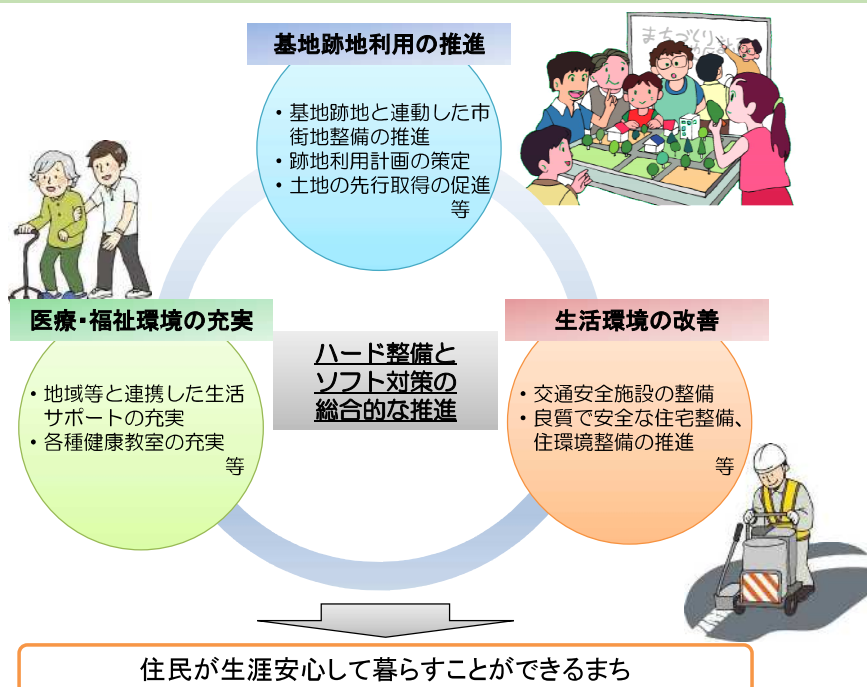 基地跡地利用の推進
まちづくり
・基地跡地と連動した市
街地整備の推進
・跡地利用計画の策定
・土地の先行取得の促進
等
医療・福祉環境の充実
・地域等と連携した生活
サポートの充実
・各種健康教室の充実
等
ハード整備と
ソフト対策の
総合的な推進
生活環境の改善
・交通安全施設の整備
・良質で安全な住宅整備、
住環境整備の推進
等
住民が生涯安心して暮らすことができるまち